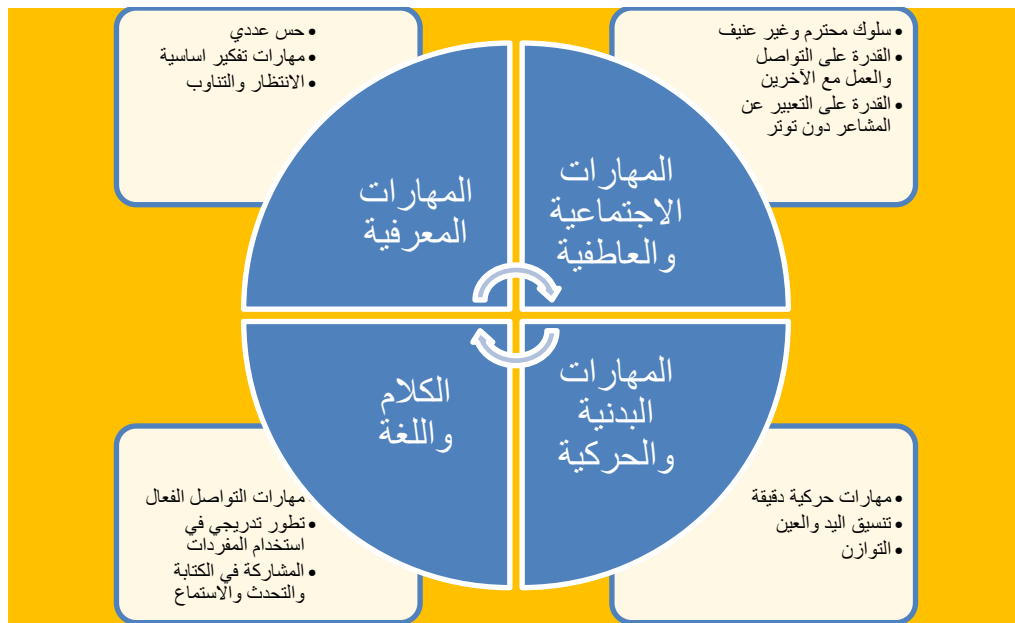 • سلوك محترم وغير عنيف
• القدرة على التواصل
والعمل مع الآخرين
• القدرة على التعبير عن
المشاعر دون توتر
• حس عددي
• مهارات تفكير اساسية
• الانتظار والتناوب
المهارات
الاجتماعية
والعاطفية
المهارات
المعرفية
المهارات
البدنية
والحركية
الكلام
واللغة
• مهارات حركية دقيقة
• تنسيق اليد والعين
• التوازن
• مهارات التواصل الفعال
• تطور تدريجي في
استخدام المفردات
• المشاركة في الكتابة
والتحدث والاستماع